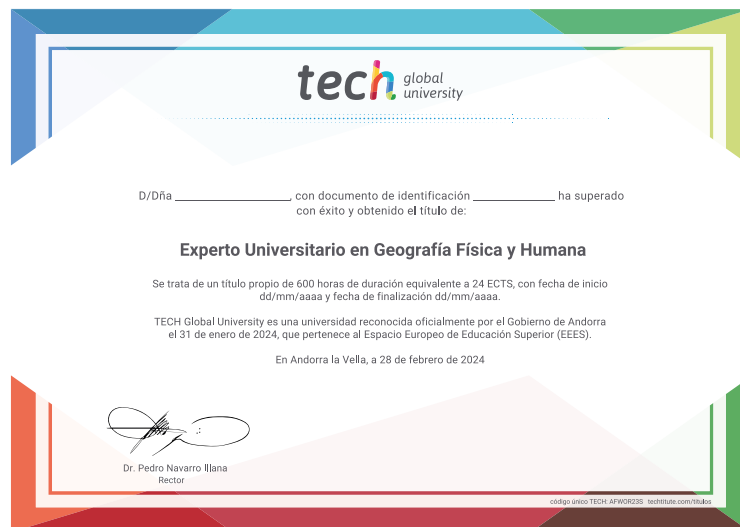 tech global
university
D/Dña ______________, con documento de identificación ______________ ha superado
con éxito y obtenido el título de:
Experto Universitario en Geografía Física y Humana
Se trata de un título propio de 600 horas de duración equivalente a 24 ECTS, con fecha de inicio
dd/mm/aaaa y fecha de finalización dd/mm/aaaa.
TECH Global University es una universidad reconocida oficialmente por el Gobierno de Andorra
el 31 de enero de 2024, que pertenece al Espacio Europeo de Educación Superior (EEES).
En Andorra la Vella, a 28 de febrero de 2024
Dr. Pedro Navarro Illana
Rector
código único TECH: AFWOR23S techtitute.com/titulos